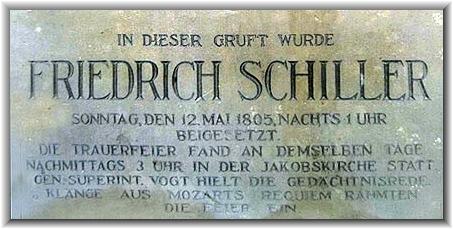 IN DIESER GRUFT WURDE
FRIEDRICH SCHILLER
SONNTAG, DEN 12. MAI 1805, NACHTS 1 UHR
BEIGESETZT.
DIE TRAUERFEIER FAND AN DEMSELBEN TAGE
NACHMITTAGS 3 UHR IN DER JAKOBSKIRCHE STATT
GEN.SUPERINT. VOGT HIELT DIE GEDÄCHTNISREDE.
„KLÄNGE AUS MOZARTS REQUIEM RAHMTEN
DIE FEIER EIN